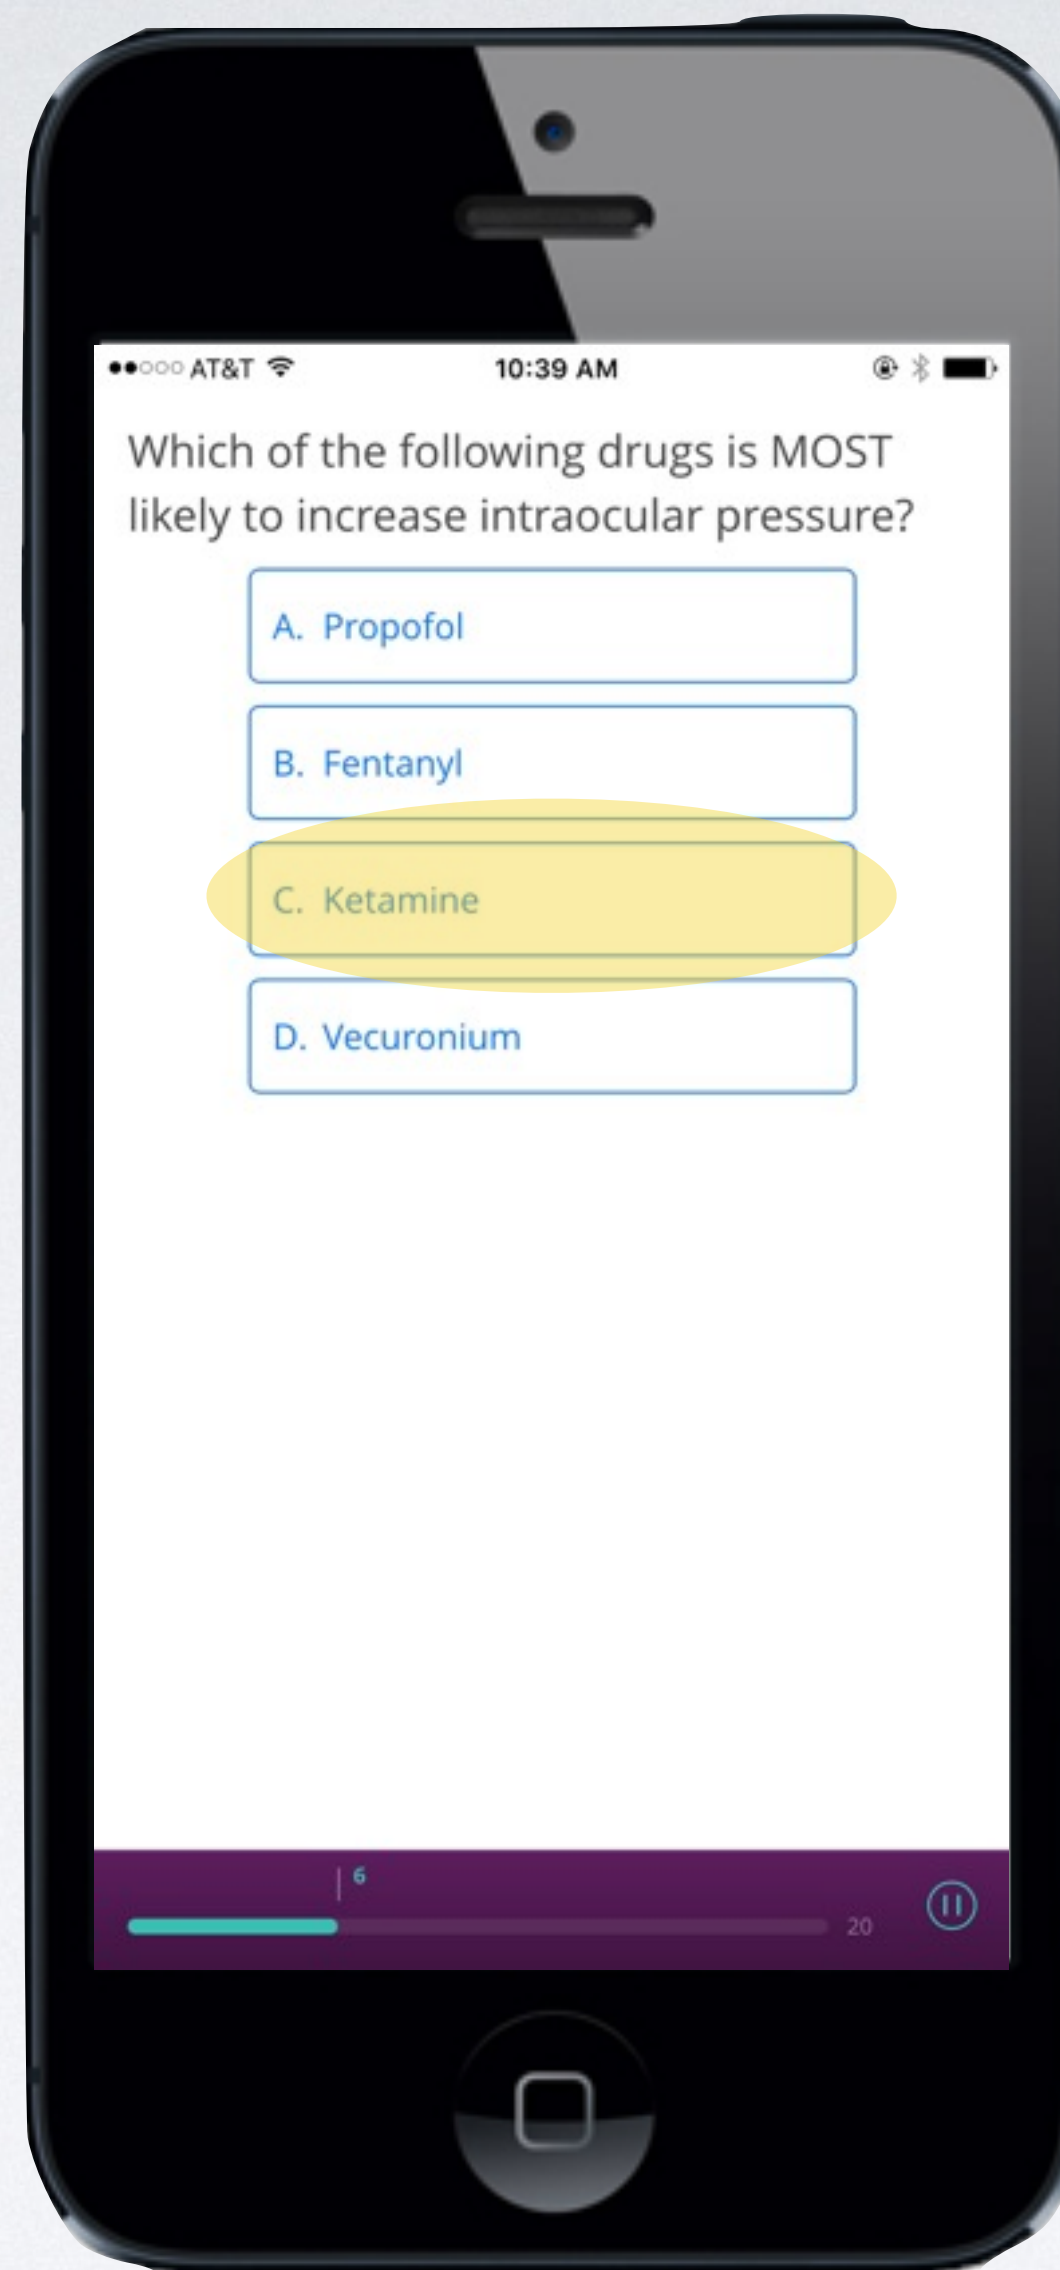 AT&T 10:39 AM
Which of the following drugs is MOST
likely to increase intraocular pressure?
A. Propofol
B. Fentanyl
C. Ketamine
D. Vecuronium
6
20